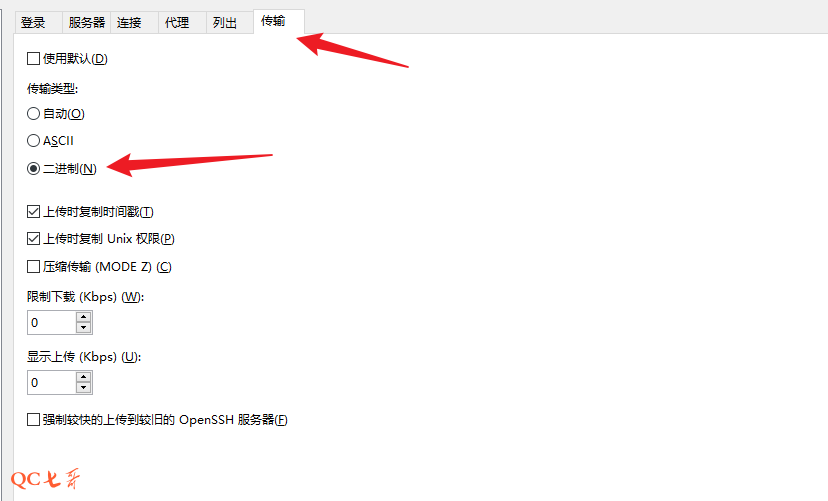 登录 服务器 连接 代理 列出 传输
使用默认(D)
传输类型:
自动(O)
ASCII
二进制(N)
上传时复制时间戳(T)
上传时复制 Unix 权限(P)
压缩传输 (MODE Z) (C)
限制下载 (Kbps) (W):
0
显示上传 (Kbps) (U):
0
强制较快的上传到较旧的 OpenSSH 服务器(F)
QC七哥